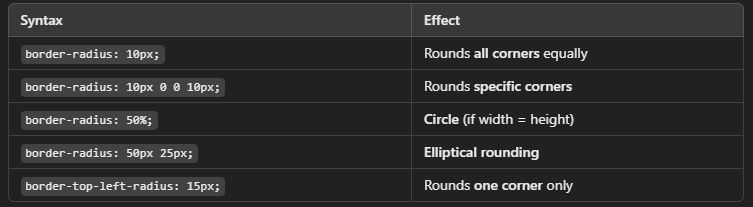 Syntax Effect
border-radius: 10px; Rounds all corners equally
border-radius: 10px 0 0 10px; Rounds specific corners
border-radius: 50%; Circle (if width = height)
border-radius: 50px 25px; Elliptical rounding
border-top-left-radius: 15px; Rounds one corner only